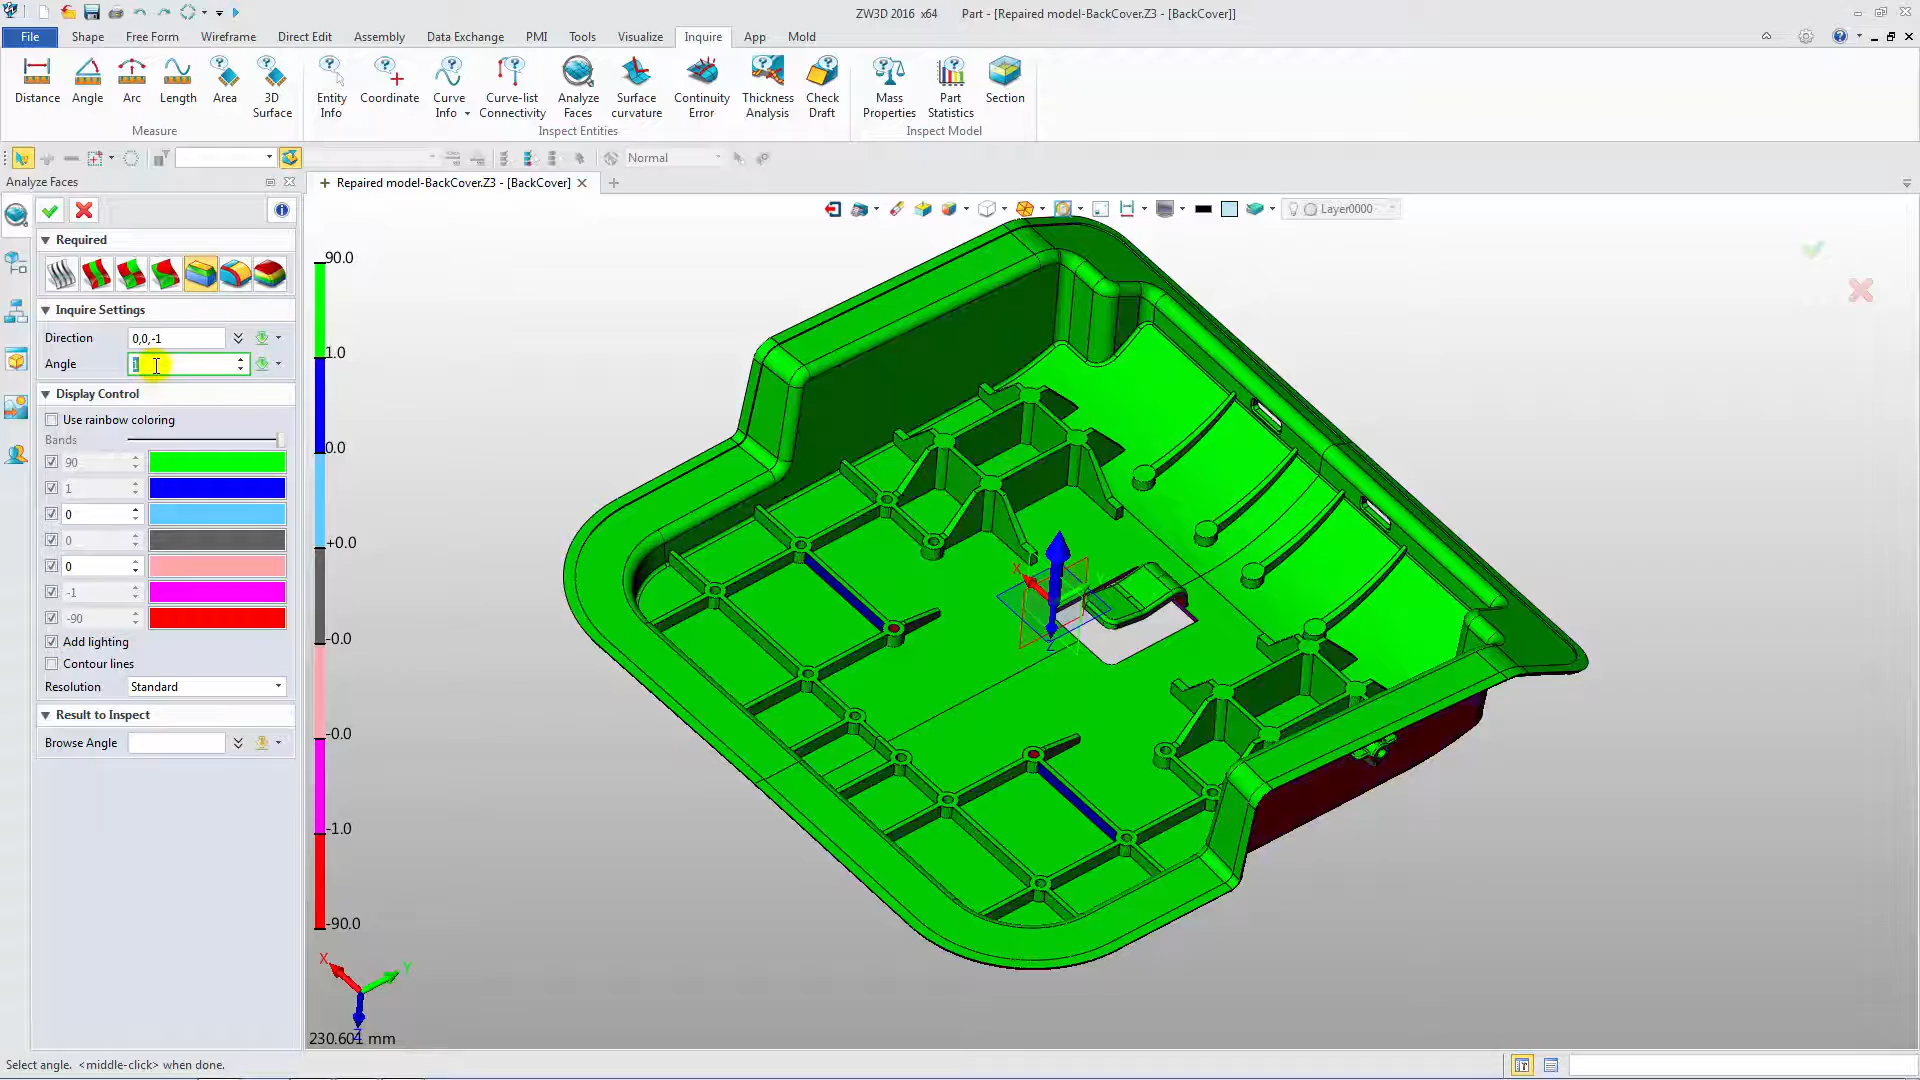 ZW3D 2016 x64 Part - [Repaired model-BackCover.Z3 - [BackCover]]
File Shape Free Form Wireframe Direct Edit Assembly Data Exchange PMI Tools Visualize Inquire App Mold
Distance Angle Arc Length Area 3D Surface Entity Info Coordinate Curve Info Curve-list Connectivity Analyze Faces Surface curvature Continuity Error Thickness Analysis Check Draft Mass Properties Part Statistics Section
Measure Inspect Entities Inspect Model
Normal
Analyze Faces
Repaired model-BackCover.Z3 - [BackCover]
Layer0000
Required
Inquire Settings
Direction 0,0,-1
Angle 1
Display Control
Use rainbow coloring
Bands
90
1
0
0
0
-1
-90
Add lighting
Contour lines
Resolution Standard
Result to Inspect
Browse Angle
90.0
1.0
0.0
+0.0
-0.0
-0.0
-1.0
-90.0
X
Z
X
Y
Z
230.601 mm
Select angle. <middle-click> when done.